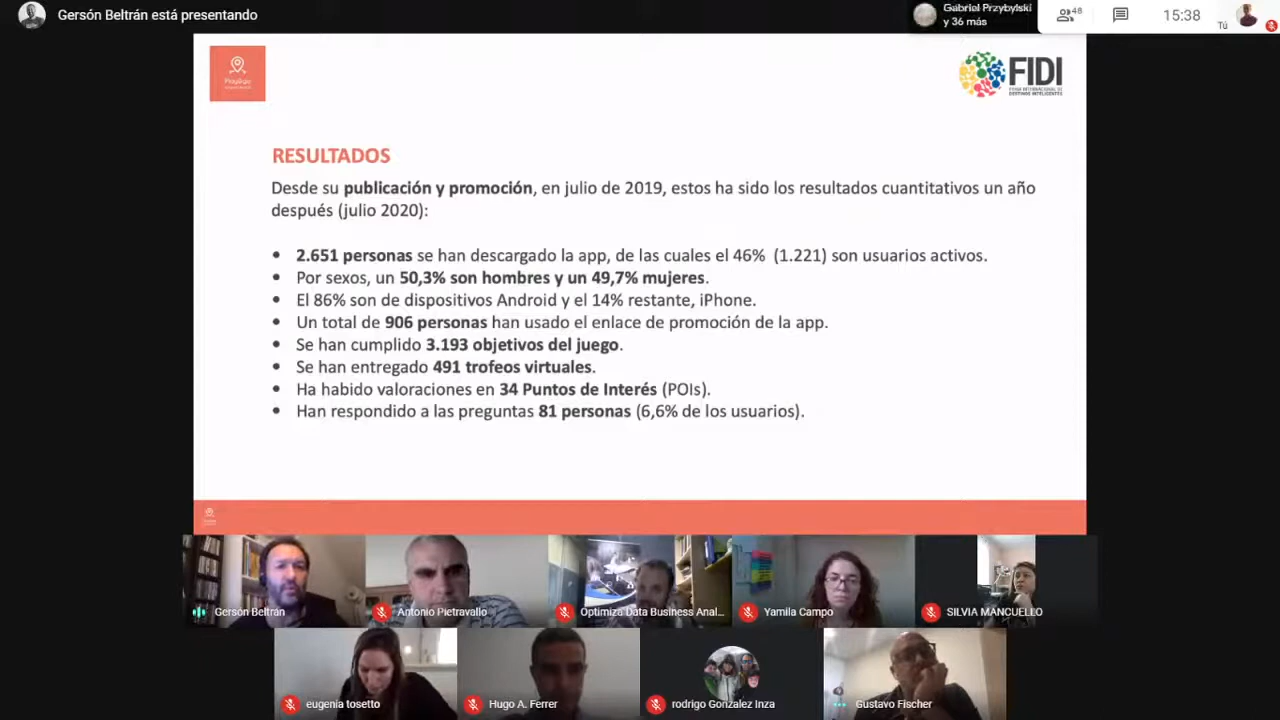 Gersón Beltrán está presentando
Gabriel Przybylski
y 36 más
48
15:38
Tú
Play&go
FIDI
RESULTADOS
Desde su publicación y promoción, en julio de 2019, estos ha sido los resultados cuantitativos un año
después (julio 2020):
• 2.651 personas se han descargado la app, de las cuales el 46% (1.221) son usuarios activos.
• Por sexos, un 50,3% son hombres y un 49,7% mujeres.
• El 86% son de dispositivos Android y el 14% restante, iPhone.
• Un total de 906 personas han usado el enlace de promoción de la app.
• Se han cumplido 3.193 objetivos del juego.
• Se han entregado 491 trofeos virtuales.
• Ha habido valoraciones en 34 Puntos de Interés (POIs).
• Han respondido a las preguntas 81 personas (6,6% de los usuarios).
Gersón Beltrán
Antonio Pietravallo
Optimiza Data Business Anal...
Yamila Campo
SILVIA MANCUELLO
eugenia tosetto
Hugo A. Ferrer
rodrigo Gonzalez Inza
Gustavo Fischer